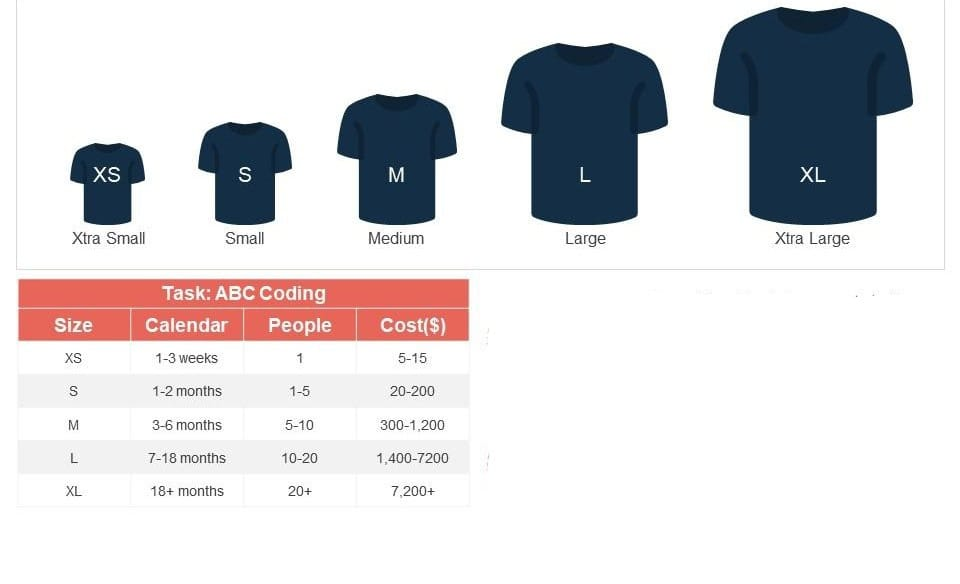 XS S M L XL
Xtra Small Small Medium Large Xtra Large
Task: ABC Coding
Size Calendar People Cost($)
XS 1-3 weeks 1 5-15
S 1-2 months 1-5 20-200
M 3-6 months 5-10 300-1,200
L 7-18 months 10-20 1,400-7200
XL 18+ months 20+ 7,200+